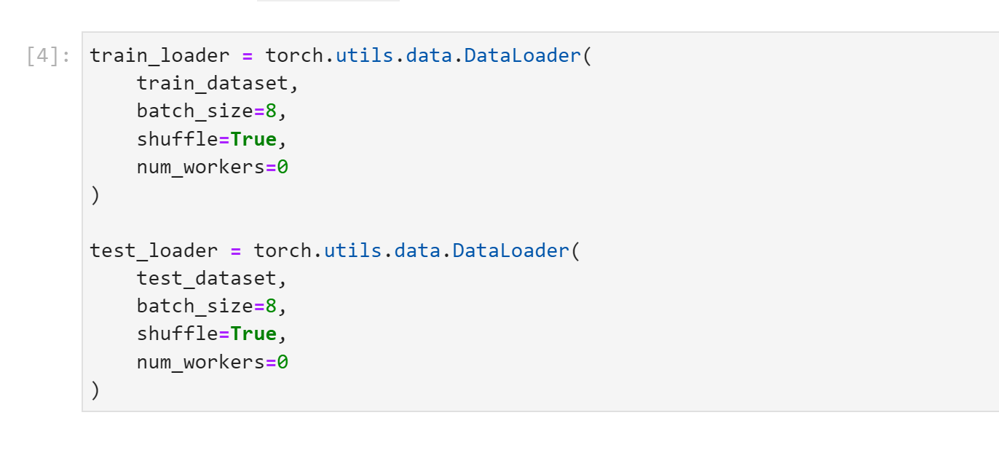 [4]: train_loader = torch.utils.data.DataLoader(
    train_dataset,
    batch_size=8,
    shuffle=True,
    num_workers=0
)

test_loader = torch.utils.data.DataLoader(
    test_dataset,
    batch_size=8,
    shuffle=True,
    num_workers=0
)